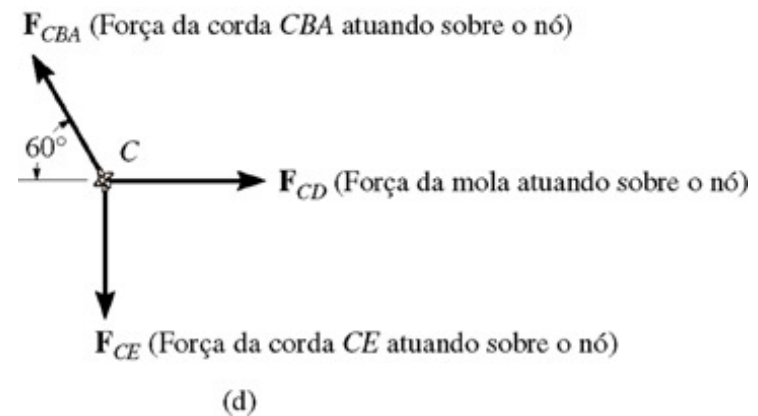 F_CBA (Força da corda CBA atuando sobre o nó)
60°
C
F_CD (Força da mola atuando sobre o nó)
F_CE (Força da corda CE atuando sobre o nó)
(d)